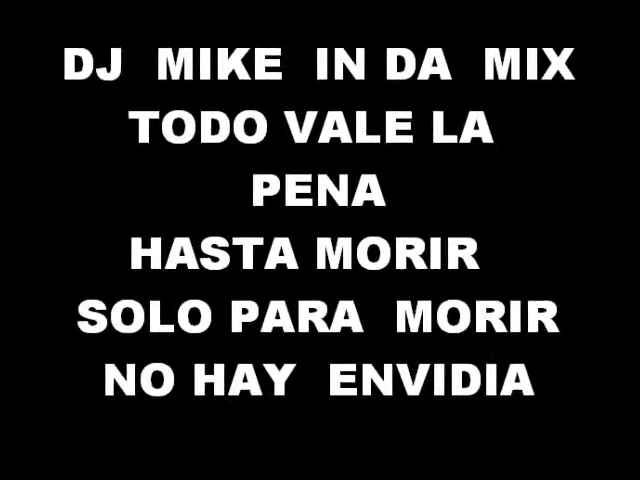 DJ MIKE IN DA MIX
TODO VALE LA
PENA
HASTA MORIR
SOLO PARA MORIR
NO HAY ENVIDIA